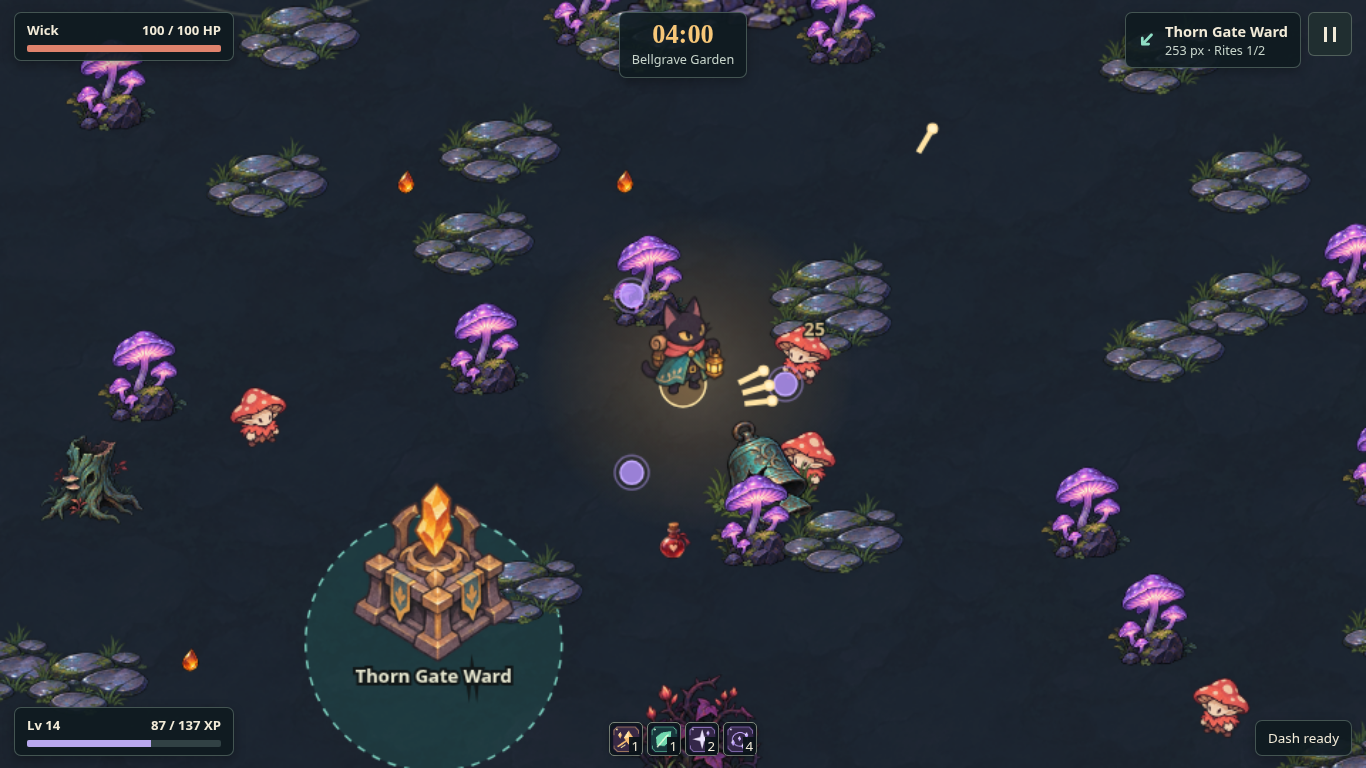 Wick 100 / 100 HP
04:00
Bellgrave Garden
Thorn Gate Ward
253 px · Rites 1/2
25
Thorn Gate Ward
Lv 14 87 / 137 XP
1 1 2 4
Dash ready